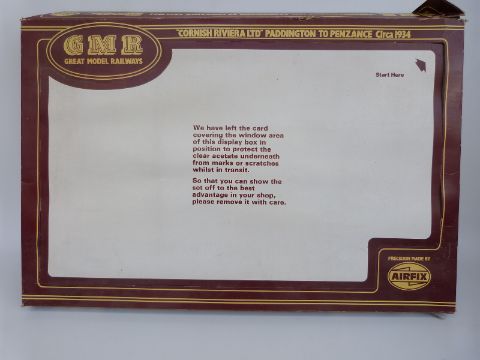 "CORNISH RIVIERA LTD" PADDINGTON TO PENZANCE Circa 1934
GMR
GREAT MODEL RAILWAYS
Start Here
We have left the card
covering the window area
of this display box in
position to protect the
clear acetate underneath
from marks or scratches
whilst in transit.
So that you can show the
set off to the best
advantage in your shop,
please remove it with care.
PRECISION MADE BY
AIRFIX